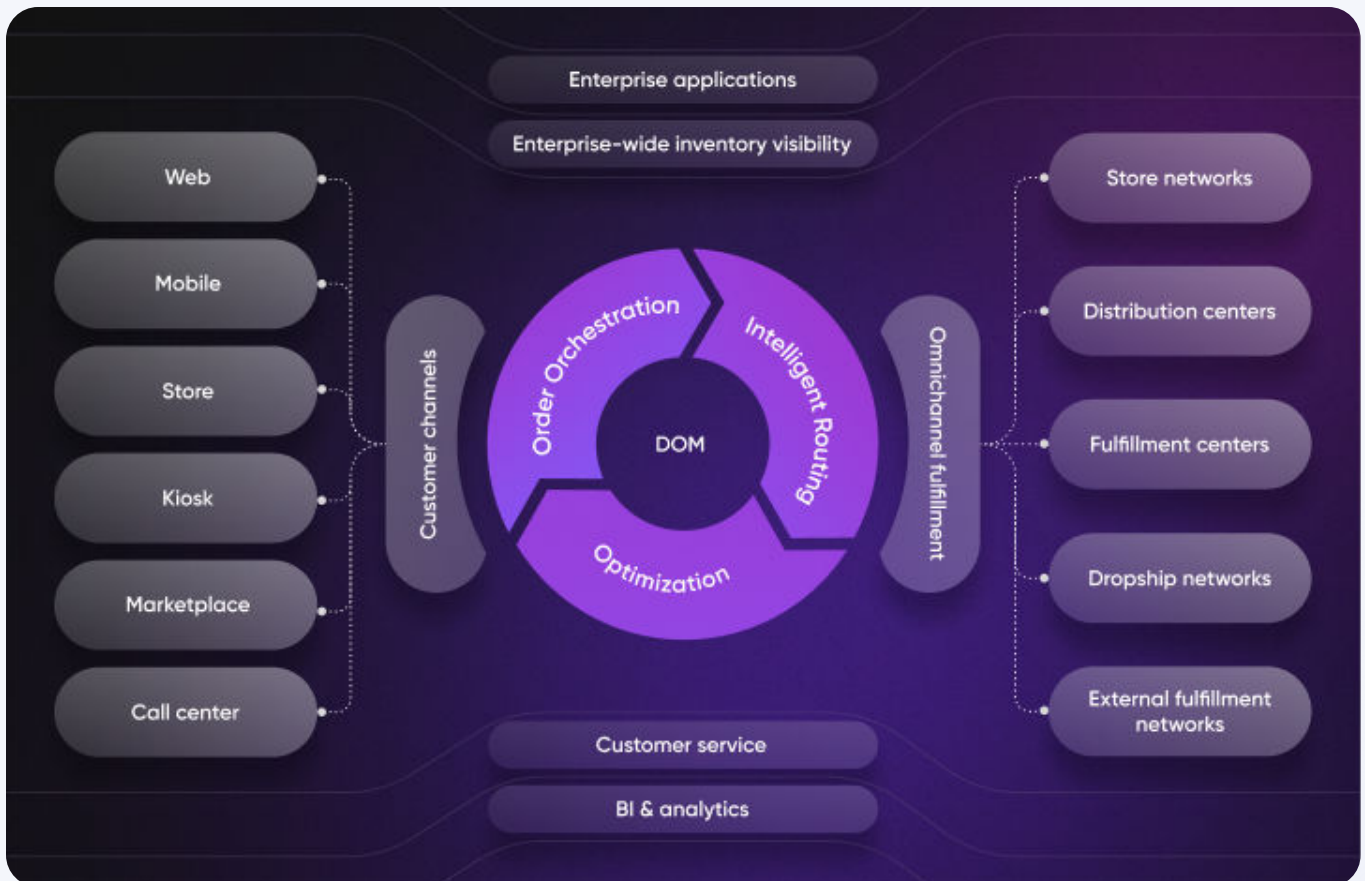 Enterprise applications
Enterprise-wide inventory visibility
Web
Mobile
Store
Kiosk
Marketplace
Call center
Customer channels
Order Orchestration
Intelligent Routing
Optimization
DOM
Omnichannel fulfillment
Store networks
Distribution centers
Fulfillment centers
Dropship networks
External fulfillment
networks
Customer service
BI & analytics